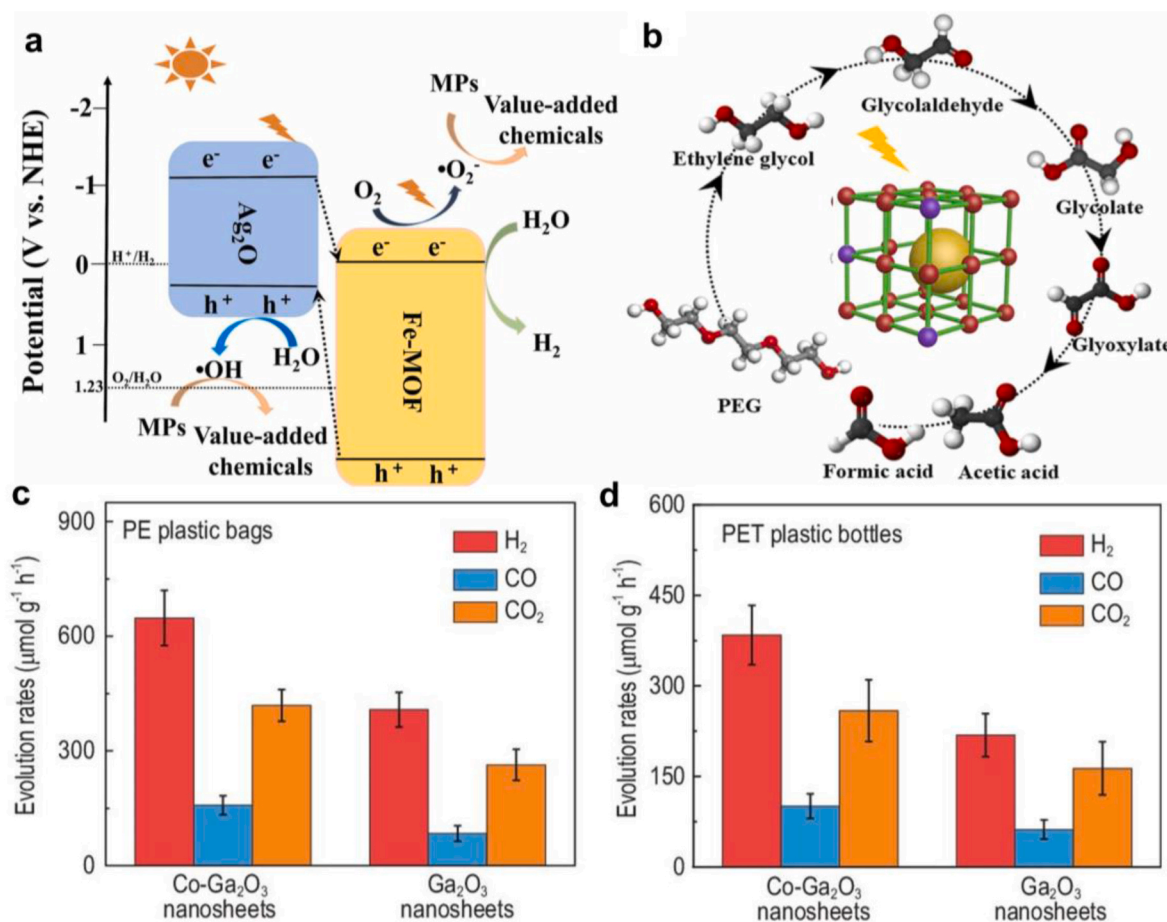 a
Potential (V vs. NHE)
-2
-1
0
1
1.23
H⁺/H₂
O₂/H₂O
e⁻ e⁻
Ag₂O
h⁺ h⁺
H₂O
•OH
MPs
Value-added
chemicals
MPs
Value-added
chemicals
•O₂⁻
O₂
e⁻ e⁻
Fe-MOF
h⁺ h⁺
H₂O
H₂
b
Glycolaldehyde
Ethylene glycol
Glycolate
Glyoxylate
PEG
Formic acid
Acetic acid
c
PE plastic bags
Evolution rates (μmol g⁻¹ h⁻¹)
900
600
300
0
H₂
CO
CO₂
Co-Ga₂O₃
nanosheets
Ga₂O₃
nanosheets
d
PET plastic bottles
Evolution rates (μmol g⁻¹ h⁻¹)
600
450
300
150
0
H₂
CO
CO₂
Co-Ga₂O₃
nanosheets
Ga₂O₃
nanosheets